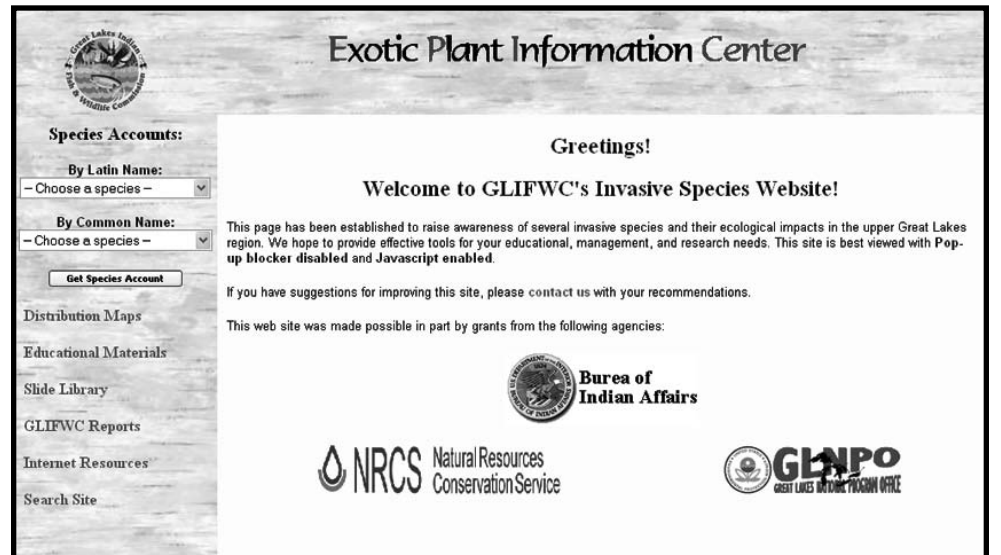 Great Lakes Indian
Fish & Wildlife Commission
Exotic Plant Information Center
Species Accounts:
By Latin Name:
– Choose a species –
By Common Name:
– Choose a species –
Get Species Account
Distribution Maps
Educational Materials
Slide Library
GLIFWC Reports
Internet Resources
Search Site
Greetings!
Welcome to GLIFWC's Invasive Species Website!
This page has been established to raise awareness of several invasive species and their ecological impacts in the upper Great Lakes
region. We hope to provide effective tools for your educational, management, and research needs. This site is best viewed with Pop-
up blocker disabled and Javascript enabled.
If you have suggestions for improving this site, please contact us with your recommendations.
This web site was made possible in part by grants from the following agencies:
Burea of
Indian Affairs
NRCS Natural Resources
Conservation Service
GLNPO
GREAT LAKES NATIONAL PROGRAM OFFICE